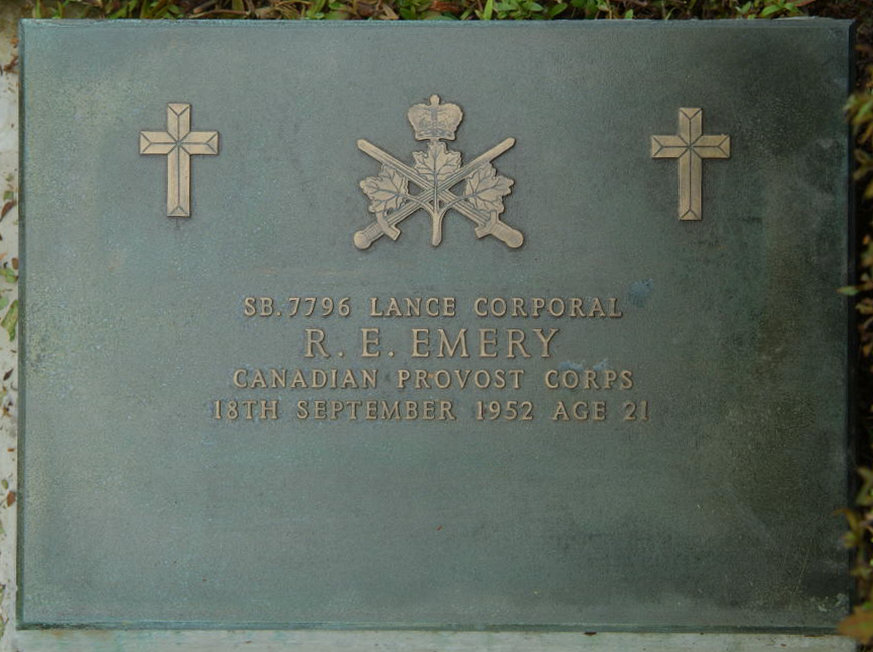 SB.7796 LANCE CORPORAL
R. E. EMERY
CANADIAN PROVOST CORPS
18TH SEPTEMBER 1952 AGE 21